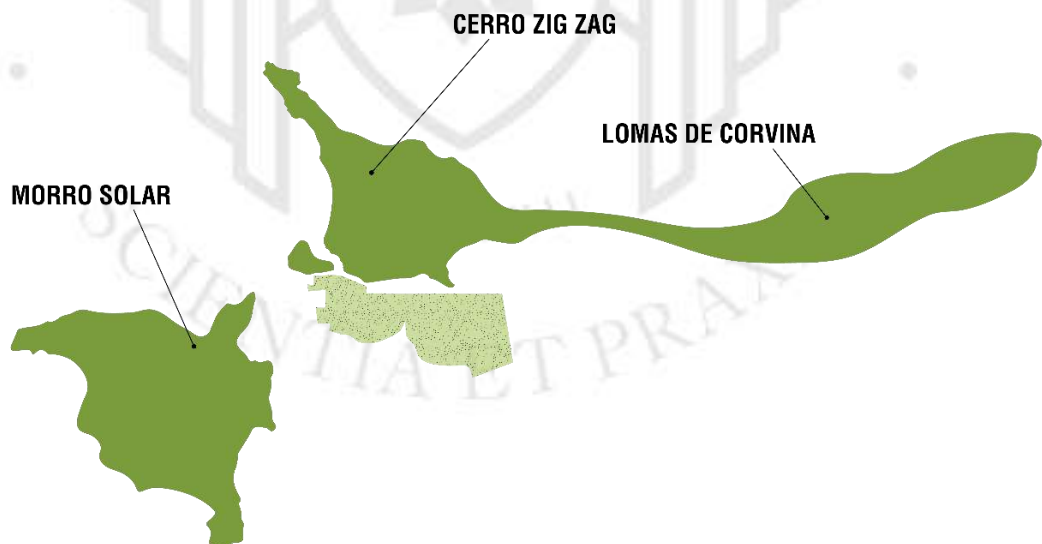 CERRO ZIG ZAG
LOMAS DE CORVINA
MORRO SOLAR
SCIENTIA ET PRAXIS